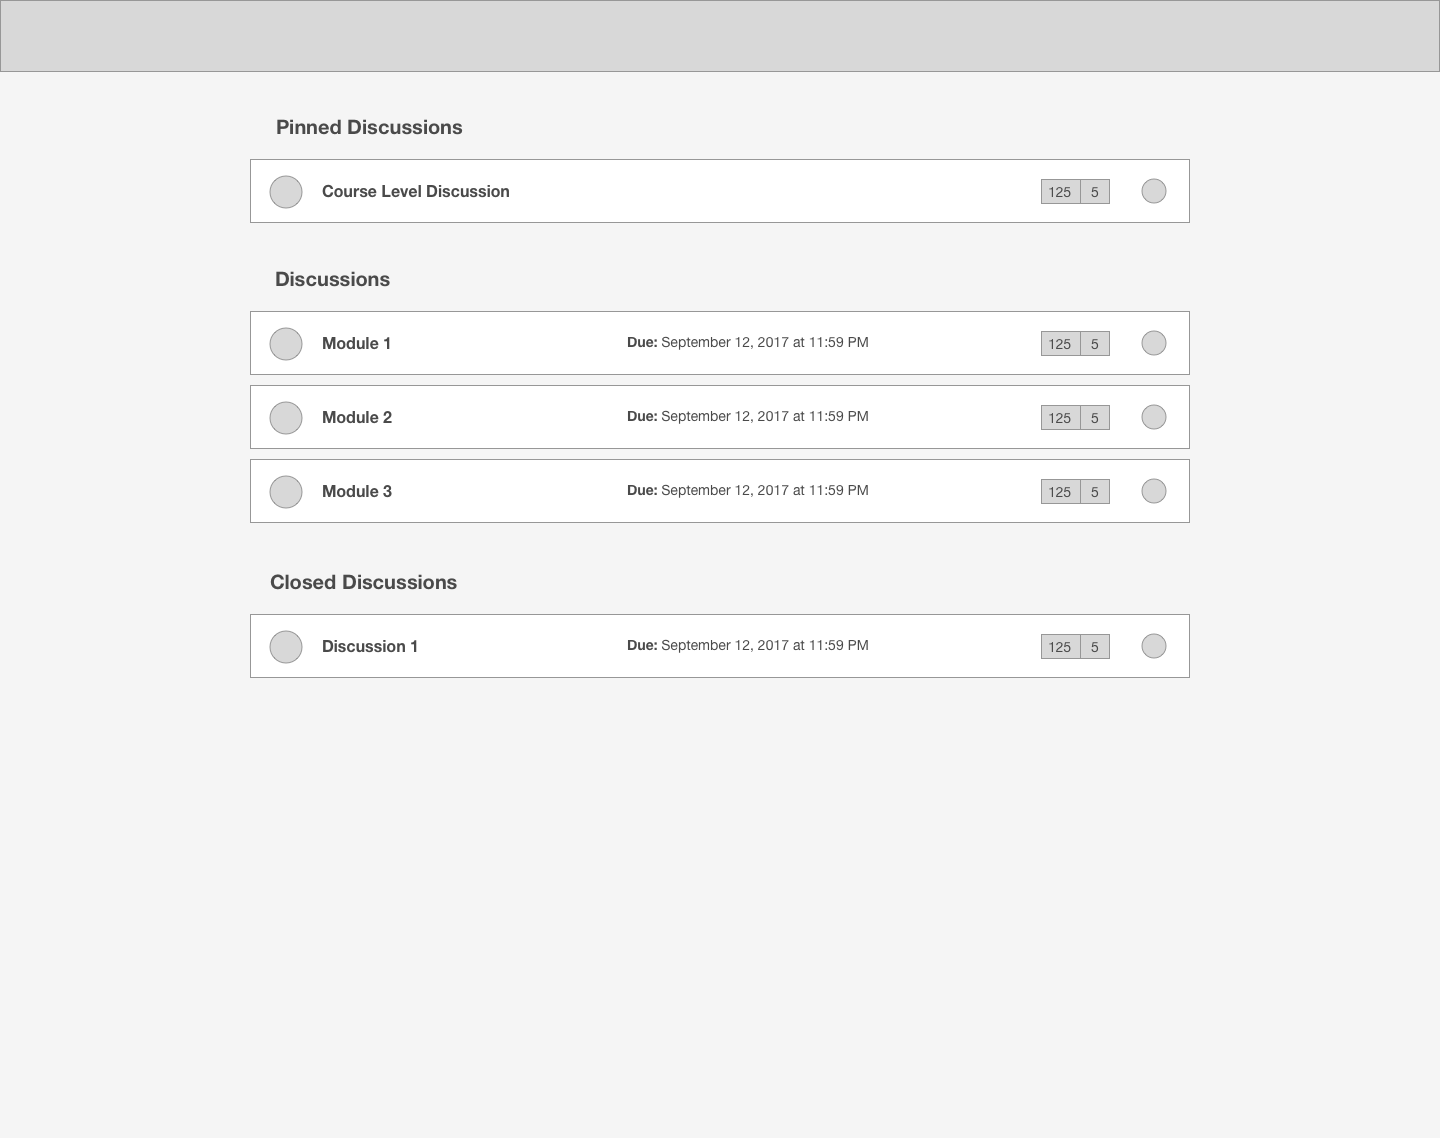 Pinned Discussions
Course Level Discussion 125 5
Discussions
Module 1 Due: September 12, 2017 at 11:59 PM 125 5
Module 2 Due: September 12, 2017 at 11:59 PM 125 5
Module 3 Due: September 12, 2017 at 11:59 PM 125 5
Closed Discussions
Discussion 1 Due: September 12, 2017 at 11:59 PM 125 5